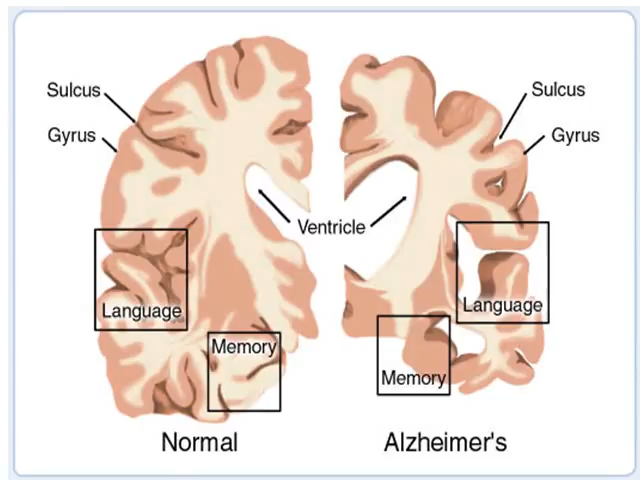 Sulcus
Gyrus
Sulcus
Gyrus
Ventricle
Language
Language
Memory
Memory
Normal
Alzheimer's